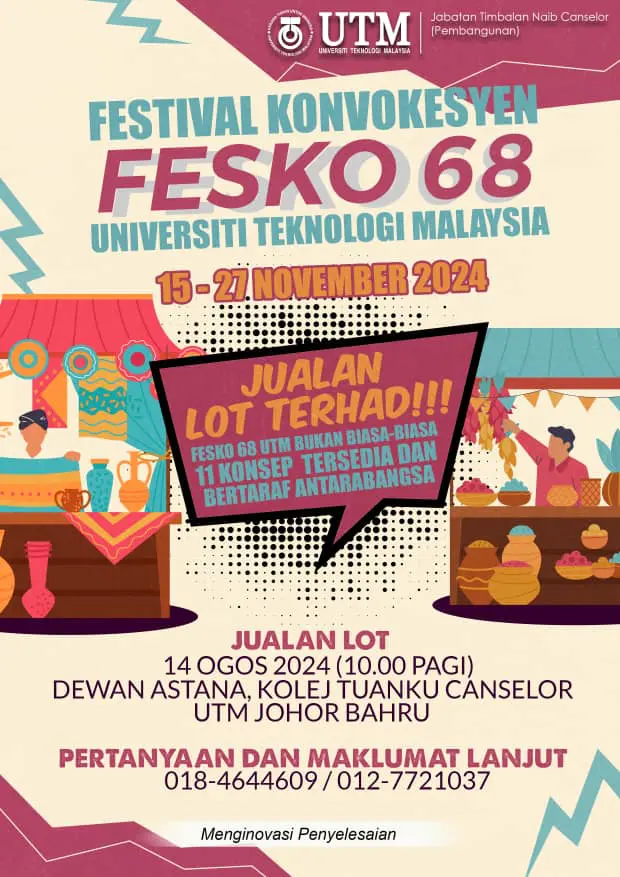 UTM
UNIVERSITI TEKNOLOGI MALAYSIA
Jabatan Timbalan Naib Canselor
(Pembangunan)
FESTIVAL KONVOKESYEN
FESKO 68
UNIVERSITI TEKNOLOGI MALAYSIA
15 - 27 NOVEMBER 2024
JUALAN
LOT TERHAD!!!
FESKO 68 UTM BUKAN BIASA-BIASA
11 KONSEP TERSEDIA DAN
BERTARAF ANTARABANGSA
JUALAN LOT
14 OGOS 2024 (10.00 PAGI)
DEWAN ASTANA, KOLEJ TUANKU CANSELOR
UTM JOHOR BAHRU
PERTANYAAN DAN MAKLUMAT LANJUT
018-4644609 / 012-7721037
Menginovasi Penyelesaian